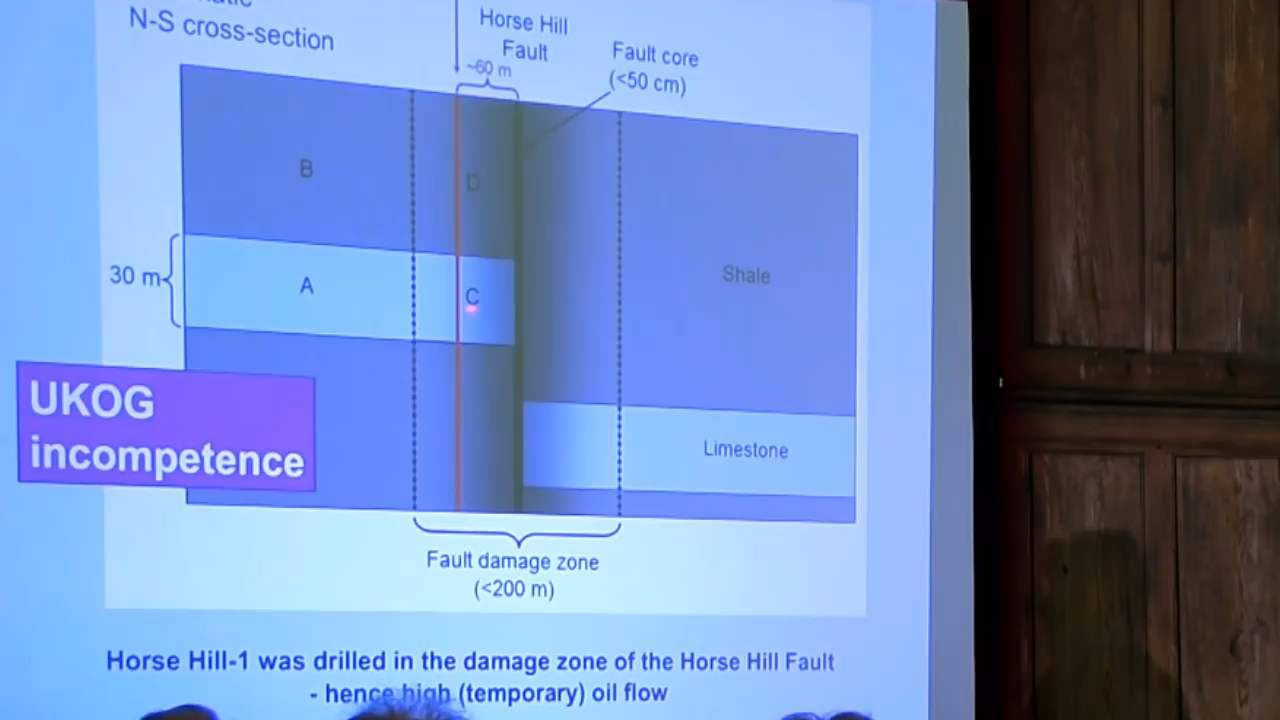 N-S cross-section
Horse Hill
Fault
~60 m
Fault core
(<50 cm)
B
D
30 m
A
C
Shale
UKOG
incompetence
Limestone
Fault damage zone
(<200 m)
Horse Hill-1 was drilled in the damage zone of the Horse Hill Fault
- hence high (temporary) oil flow